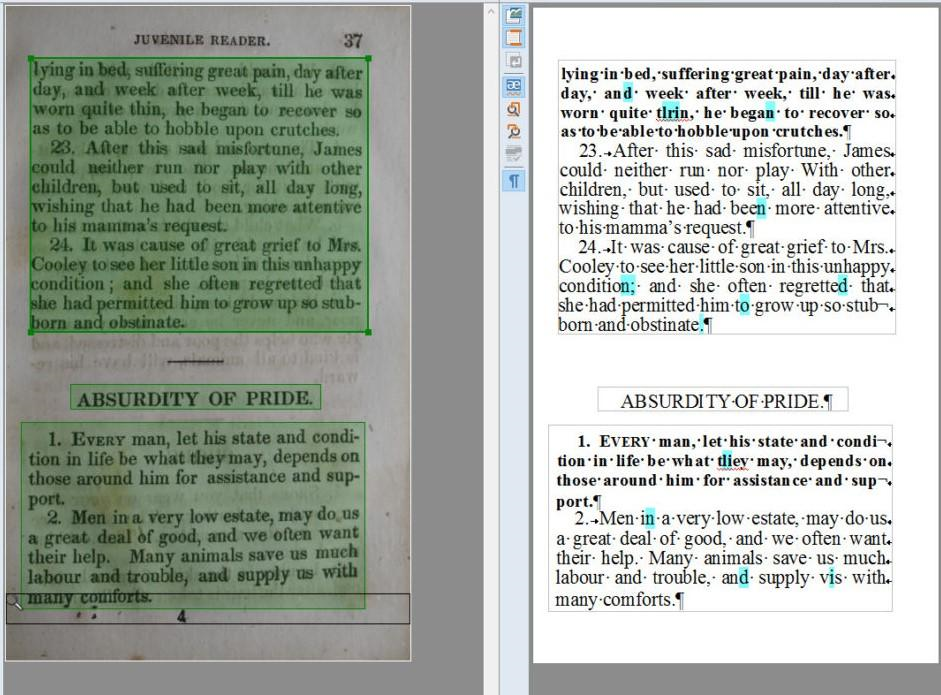 JUVENILE READER. 37
lying in bed, suffering great pain, day after
day, and week after week, till he was
worn quite thin, he began to recover so
as to be able to hobble upon crutches.
23. After this sad misfortune, James
could neither run nor play with other
children, but used to sit, all day long,
wishing that he had been more attentive
to his mamma's request.
24. It was cause of great grief to Mrs.
Cooley to see her little son in this unhappy
condition; and she often regretted that
she had permitted him to grow up so stub-
born and obstinate.
ABSURDITY OF PRIDE.
1. EVERY man, let his state and condi-
tion in life be what they may, depends on
those around him for assistance and sup-
port.
2. Men in a very low estate, may do us
a great deal of good, and we often want
their help. Many animals save us much
labour and trouble, and supply us with
many comforts.
4
lying in bed, suffering great pain, day after
day, and week after week, till he was
worn quite tlrin, he began to recover so
as to be able to hobble upon crutches.¶
23. After this sad misfortune, James
could neither run nor play With other
children, but used to sit, all day long,
wishing that he had been more attentive
to his mamma's request.¶
24. It was cause of great grief to Mrs.
Cooley to see her little son in this unhappy
condition; and she often regretted that
she had permitted him to grow up so stub¬
born and obstinate.¶
ABSURDITY OF PRIDE.¶
1. EVERY man, let his state and condi¬
tion in life be what tliey may, depends on
those around him for assistance and sup¬
port.¶
2. Men in a very low estate, may do us
a great deal of good, and we often want
their help. Many animals save us much
labour and trouble, and supply vis with
many comforts.¶